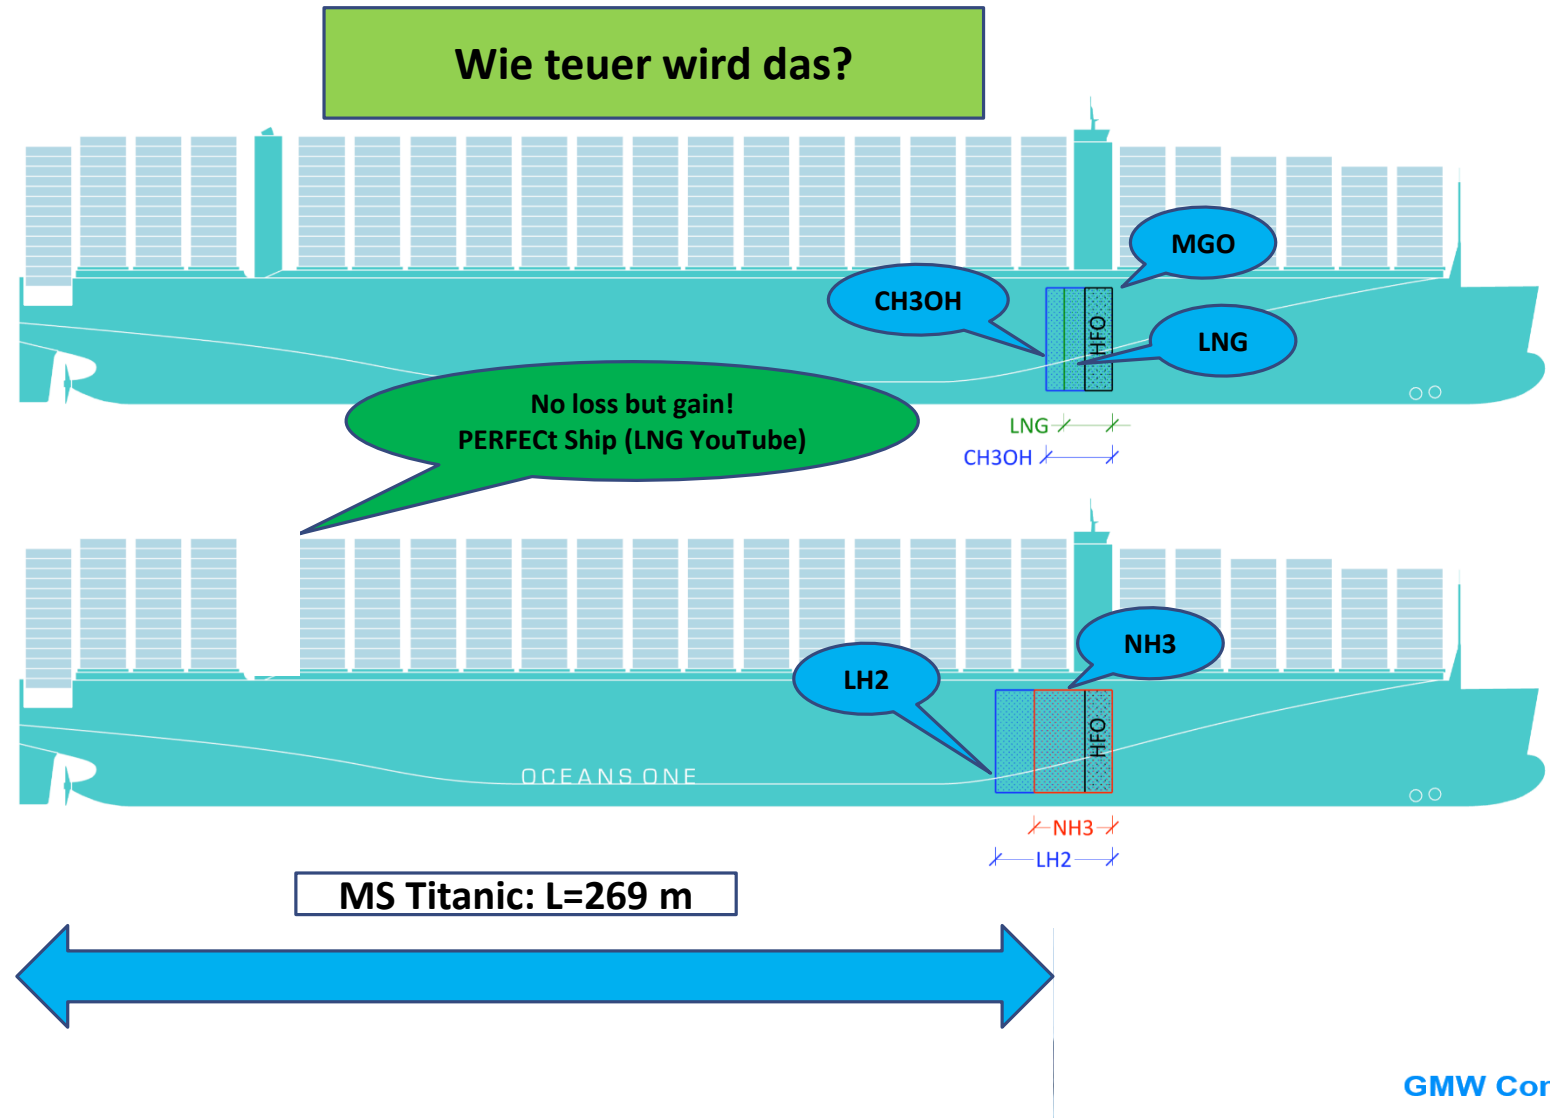 Wie teuer wird das?
MGO
CH3OH
HFO
LNG
No loss but gain!
PERFECt Ship (LNG YouTube)
LNG
CH3OH
NH3
LH2
HFO
OCEANS ONE
NH3
LH2
MS Titanic: L=269 m
GMW Cor